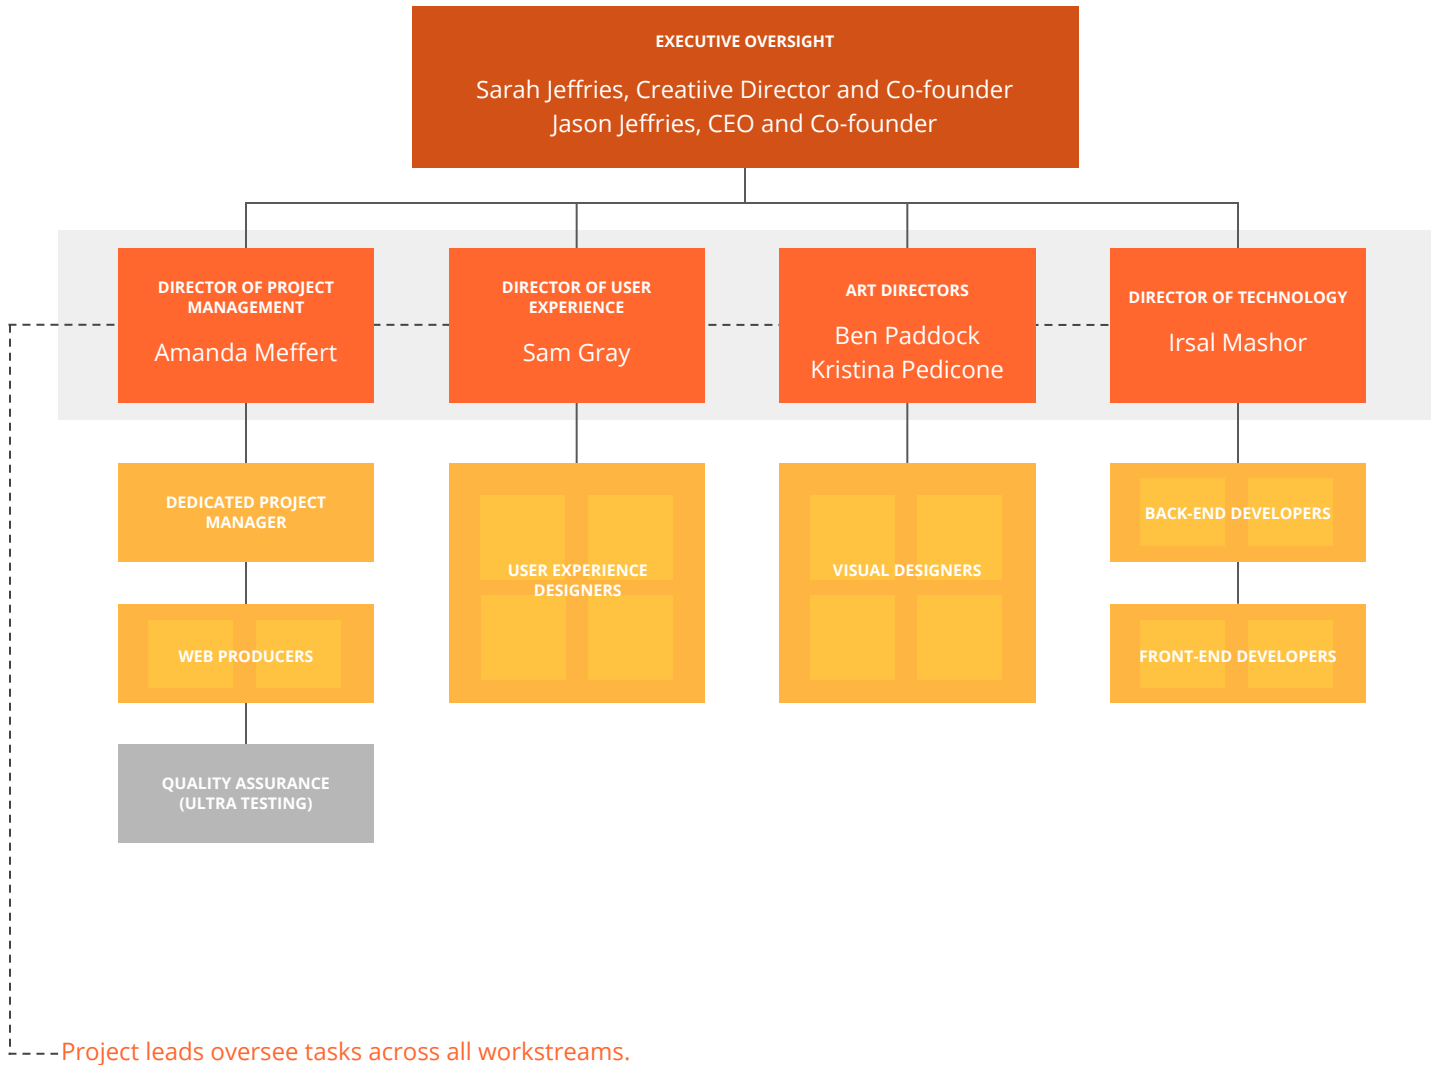 EXECUTIVE OVERSIGHT
Sarah Jeffries, Creatiive Director and Co-founder
Jason Jeffries, CEO and Co-founder
DIRECTOR OF PROJECT
MANAGEMENT
Amanda Meffert
DIRECTOR OF USER
EXPERIENCE
Sam Gray
ART DIRECTORS
Ben Paddock
Kristina Pedicone
DIRECTOR OF TECHNOLOGY
Irsal Mashor
DEDICATED PROJECT
MANAGER
WEB PRODUCERS
QUALITY ASSURANCE
(ULTRA TESTING)
USER EXPERIENCE
DESIGNERS
VISUAL DESIGNERS
BACK-END DEVELOPERS
FRONT-END DEVELOPERS
Project leads oversee tasks across all workstreams.